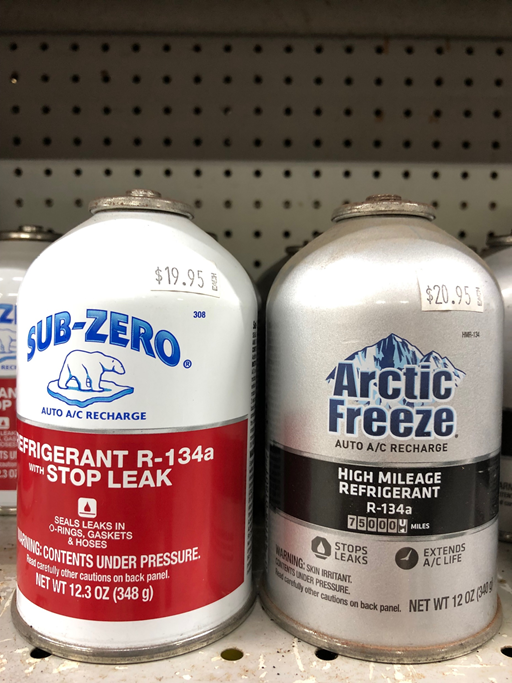 $19.95
308
SUB-ZERO®
AUTO A/C RECHARGE
REFRIGERANT R-134a
WITH STOP LEAK
SEALS LEAKS IN
O-RINGS, GASKETS
& HOSES
WARNING: CONTENTS UNDER PRESSURE.
Read carefully other cautions on back panel.
NET WT 12.3 OZ (348 g)
$20.95
HMR-134
Arctic
Freeze
AUTO A/C RECHARGE
HIGH MILEAGE
REFRIGERANT
R-134a
75000 MILES
STOPS
LEAKS
EXTENDS
A/C LIFE
WARNING: SKIN IRRITANT.
CONTENTS UNDER PRESSURE.
Read carefully other cautions on back panel.
NET WT 12 OZ (340 g)